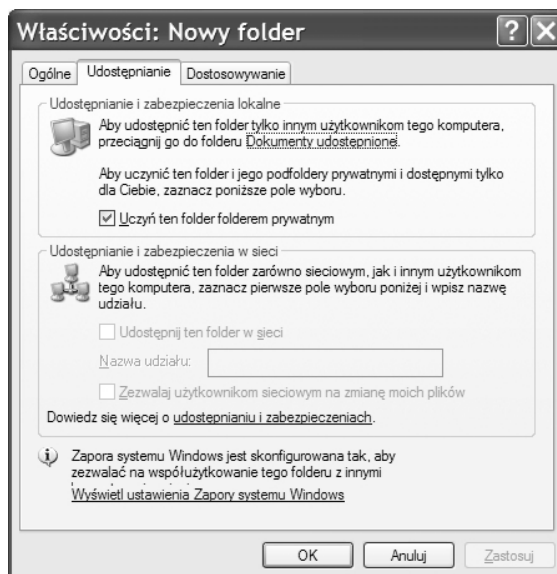 Właściwości: Nowy folder
Ogólne Udostępnianie Dostosowywanie
Udostępnianie i zabezpieczenia lokalne
Aby udostępnić ten folder tylko innym użytkownikom tego komputera,
przeciągnij go do folderu Dokumenty udostępnione.
Aby uczynić ten folder i jego podfoldery prywatnymi i dostępnymi tylko
dla Ciebie, zaznacz poniższe pole wyboru.
Uczyń ten folder folderem prywatnym
Udostępnianie i zabezpieczenia w sieci
Aby udostępnić ten folder zarówno sieciowym, jak i innym użytkownikom
tego komputera, zaznacz pierwsze pole wyboru poniżej i wpisz nazwę
udziału.
Udostępnij ten folder w sieci
Nazwa udziału:
Zezwalaj użytkownikom sieciowym na zmianę moich plików
Dowiedz się więcej o udostępnianiu i zabezpieczeniach.
Zapora systemu Windows jest skonfigurowana tak, aby
zezwalać na współużytkowanie tego folderu z innymi
Wyświetl ustawienia Zapory systemu Windows
OK Anuluj Zastosuj